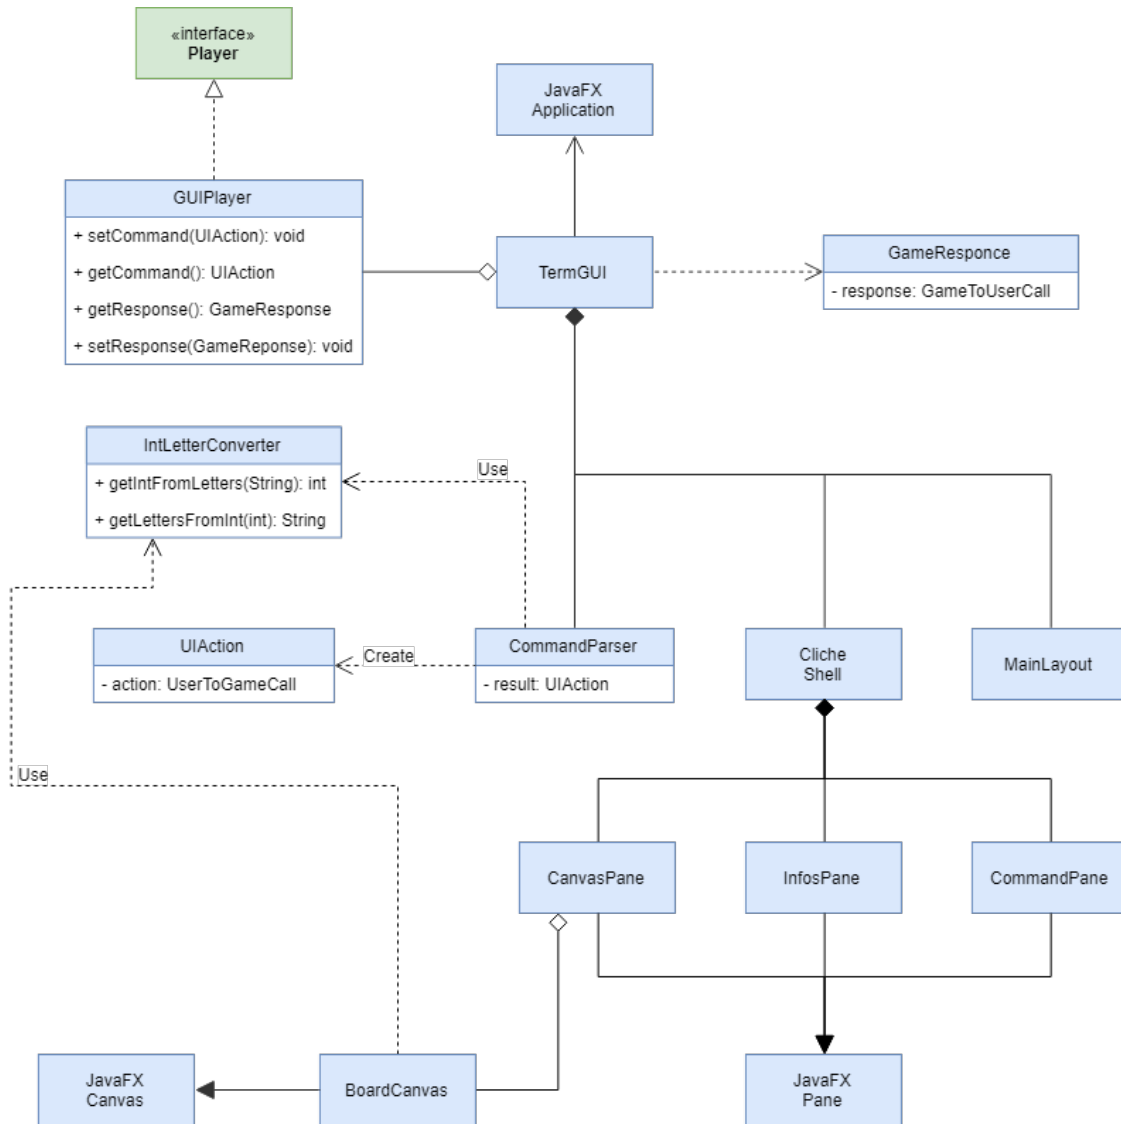 «interface»
Player
JavaFX
Application
GUIPlayer
+ setCommand(UIAction): void
+ getCommand(): UIAction
+ getResponse(): GameResponse
+ setResponse(GameReponse): void
TermGUI
GameResponce
- response: GameToUserCall
IntLetterConverter
+ getIntFromLetters(String): int
+ getLettersFromInt(int): String
Use
UIAction
- action: UserToGameCall
Create
CommandParser
- result: UIAction
Cliche
Shell
MainLayout
Use
CanvasPane
InfosPane
CommandPane
JavaFX
Canvas
BoardCanvas
JavaFX
Pane